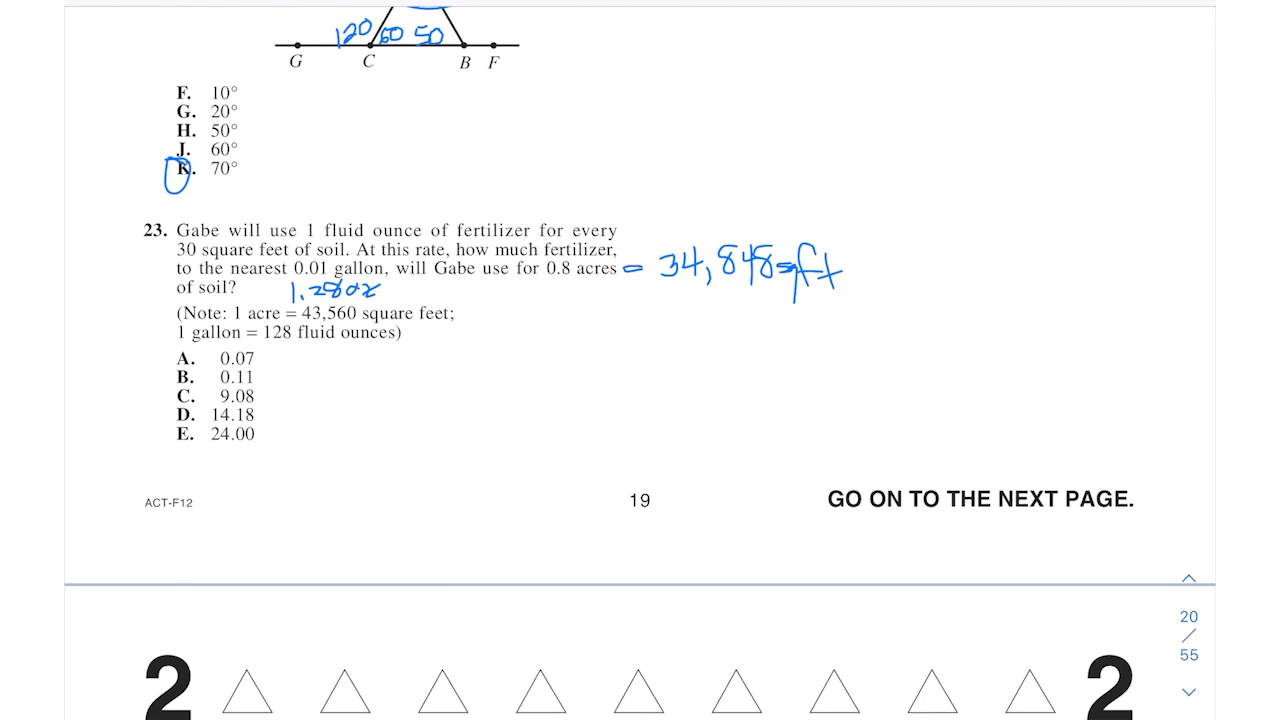 120 60 50
G C B F
F. 10°
G. 20°
H. 50°
J. 60°
K. 70°
23. Gabe will use 1 fluid ounce of fertilizer for every
30 square feet of soil. At this rate, how much fertilizer,
to the nearest 0.01 gallon, will Gabe use for 0.8 acres = 34,848 sqft
of soil? 1.28 oz
(Note: 1 acre = 43,560 square feet;
1 gallon = 128 fluid ounces)
A. 0.07
B. 0.11
C. 9.08
D. 14.18
E. 24.00
ACT-F12 19 GO ON TO THE NEXT PAGE.
20
/
55
2 2